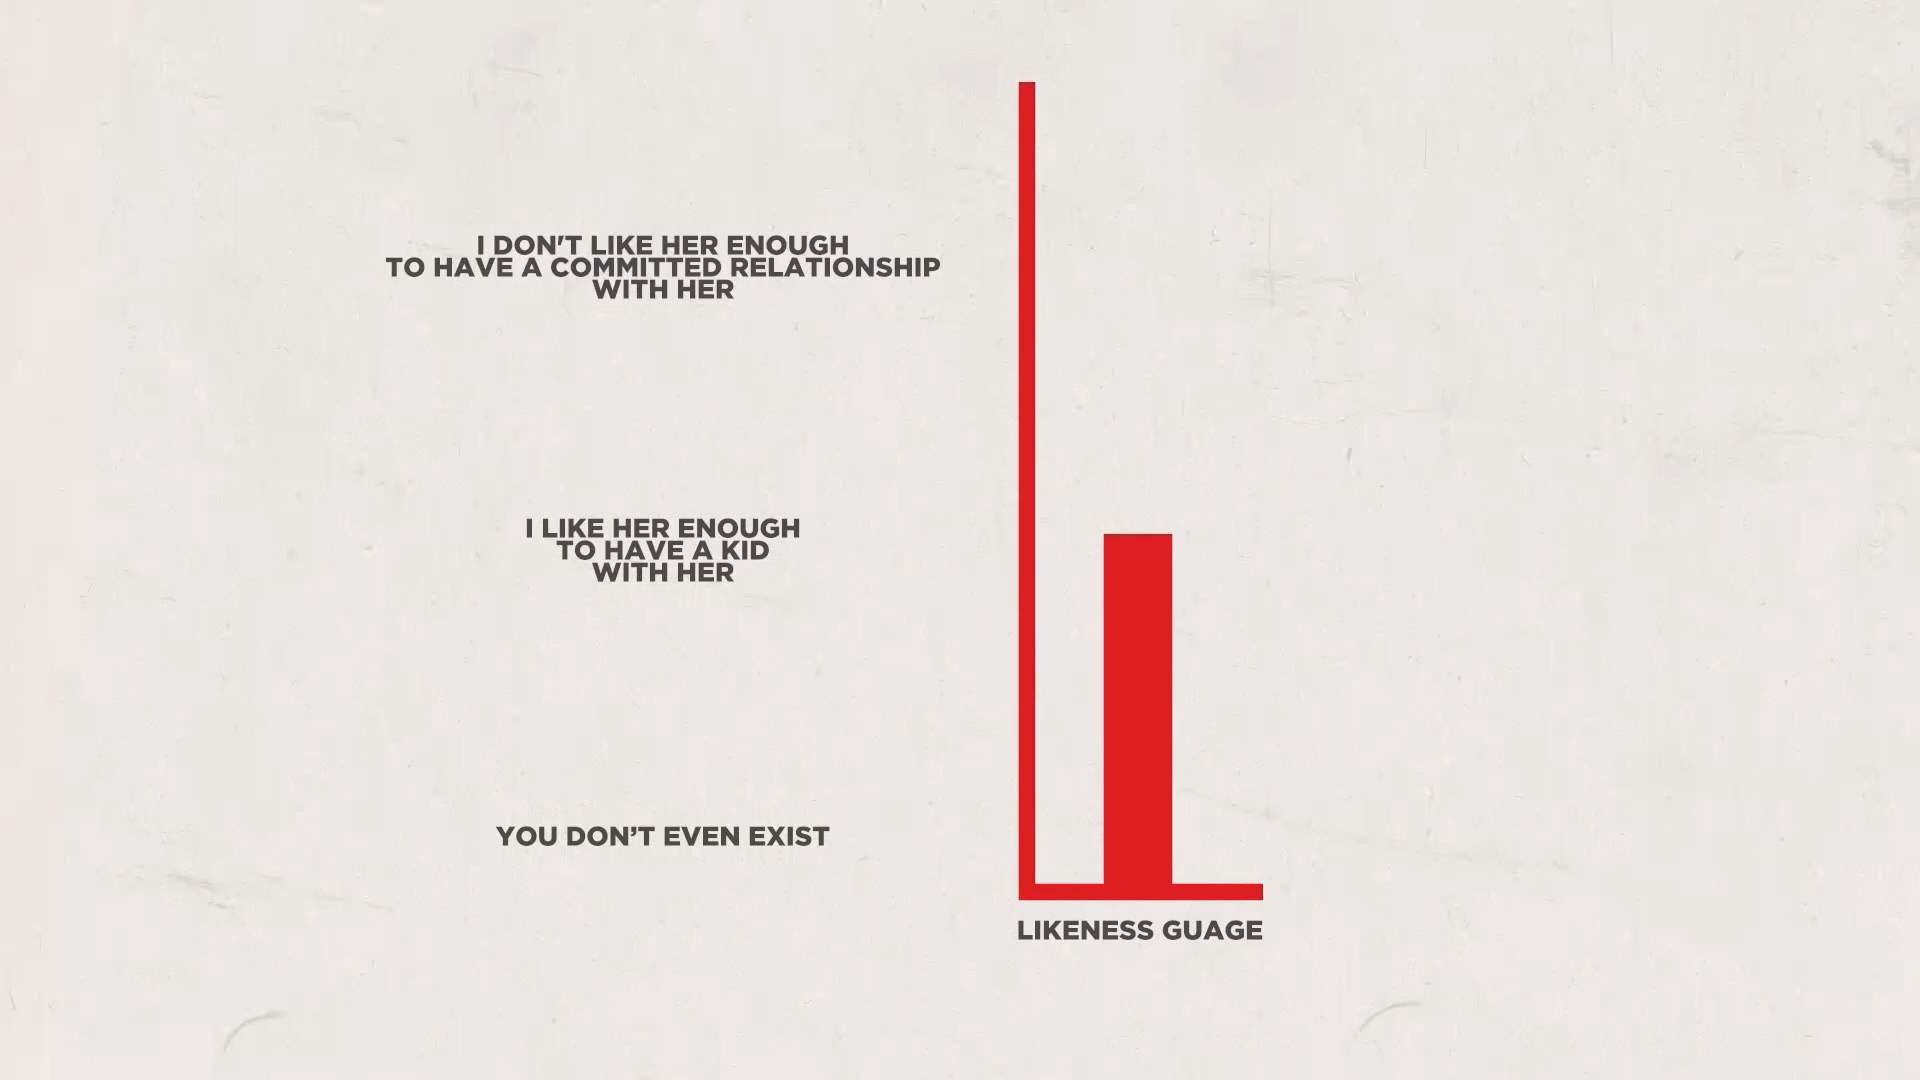 I DON'T LIKE HER ENOUGH
TO HAVE A COMMITTED RELATIONSHIP
WITH HER
I LIKE HER ENOUGH
TO HAVE A KID
WITH HER
YOU DON’T EVEN EXIST
LIKENESS GUAGE